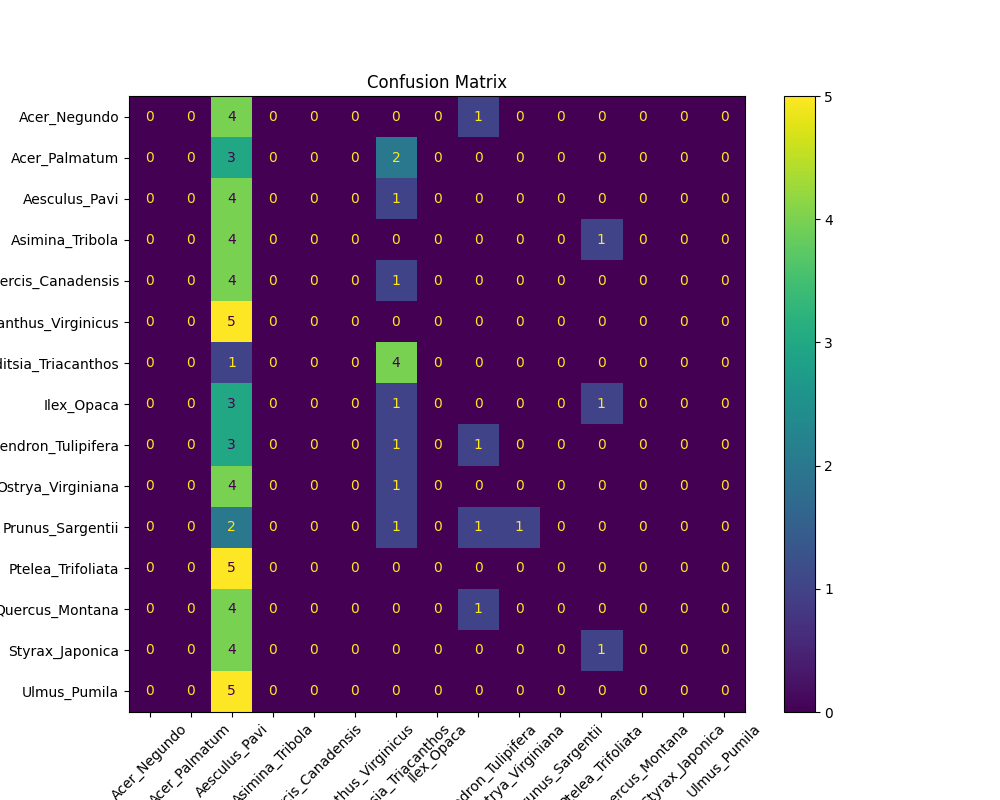 Confusion Matrix
Acer_Negundo 0 0 4 0 0 0 0 0 1 0 0 0 0 0 0
Acer_Palmatum 0 0 3 0 0 0 2 0 0 0 0 0 0 0 0
Aesculus_Pavi 0 0 4 0 0 0 1 0 0 0 0 0 0 0 0
Asimina_Tribola 0 0 4 0 0 0 0 0 0 0 0 1 0 0 0
ercis_Canadensis 0 0 4 0 0 0 1 0 0 0 0 0 0 0 0
anthus_Virginicus 0 0 5 0 0 0 0 0 0 0 0 0 0 0 0
ditsia_Triacanthos 0 0 1 0 0 0 4 0 0 0 0 0 0 0 0
Ilex_Opaca 0 0 3 0 0 0 1 0 0 0 0 1 0 0 0
endron_Tulipifera 0 0 3 0 0 0 1 0 1 0 0 0 0 0 0
Ostrya_Virginiana 0 0 4 0 0 0 1 0 0 0 0 0 0 0 0
Prunus_Sargentii 0 0 2 0 0 0 1 0 1 1 0 0 0 0 0
Ptelea_Trifoliata 0 0 5 0 0 0 0 0 0 0 0 0 0 0 0
Quercus_Montana 0 0 4 0 0 0 0 0 1 0 0 0 0 0 0
Styrax_Japonica 0 0 4 0 0 0 0 0 0 0 0 1 0 0 0
Ulmus_Pumila 0 0 5 0 0 0 0 0 0 0 0 0 0 0 0
Acer_Negundo
Acer_Palmatum
Aesculus_Pavi
Asimina_Tribola
rcis_Canadensis
thus_Virginicus
sia_Triacanthos
Ilex_Opaca
ndron_Tulipifera
trya_Virginiana
unus_Sargentii
Ptelea_Trifoliata
ercus_Montana
Styrax_Japonica
Ulmus_Pumila
5
4
3
2
1
0